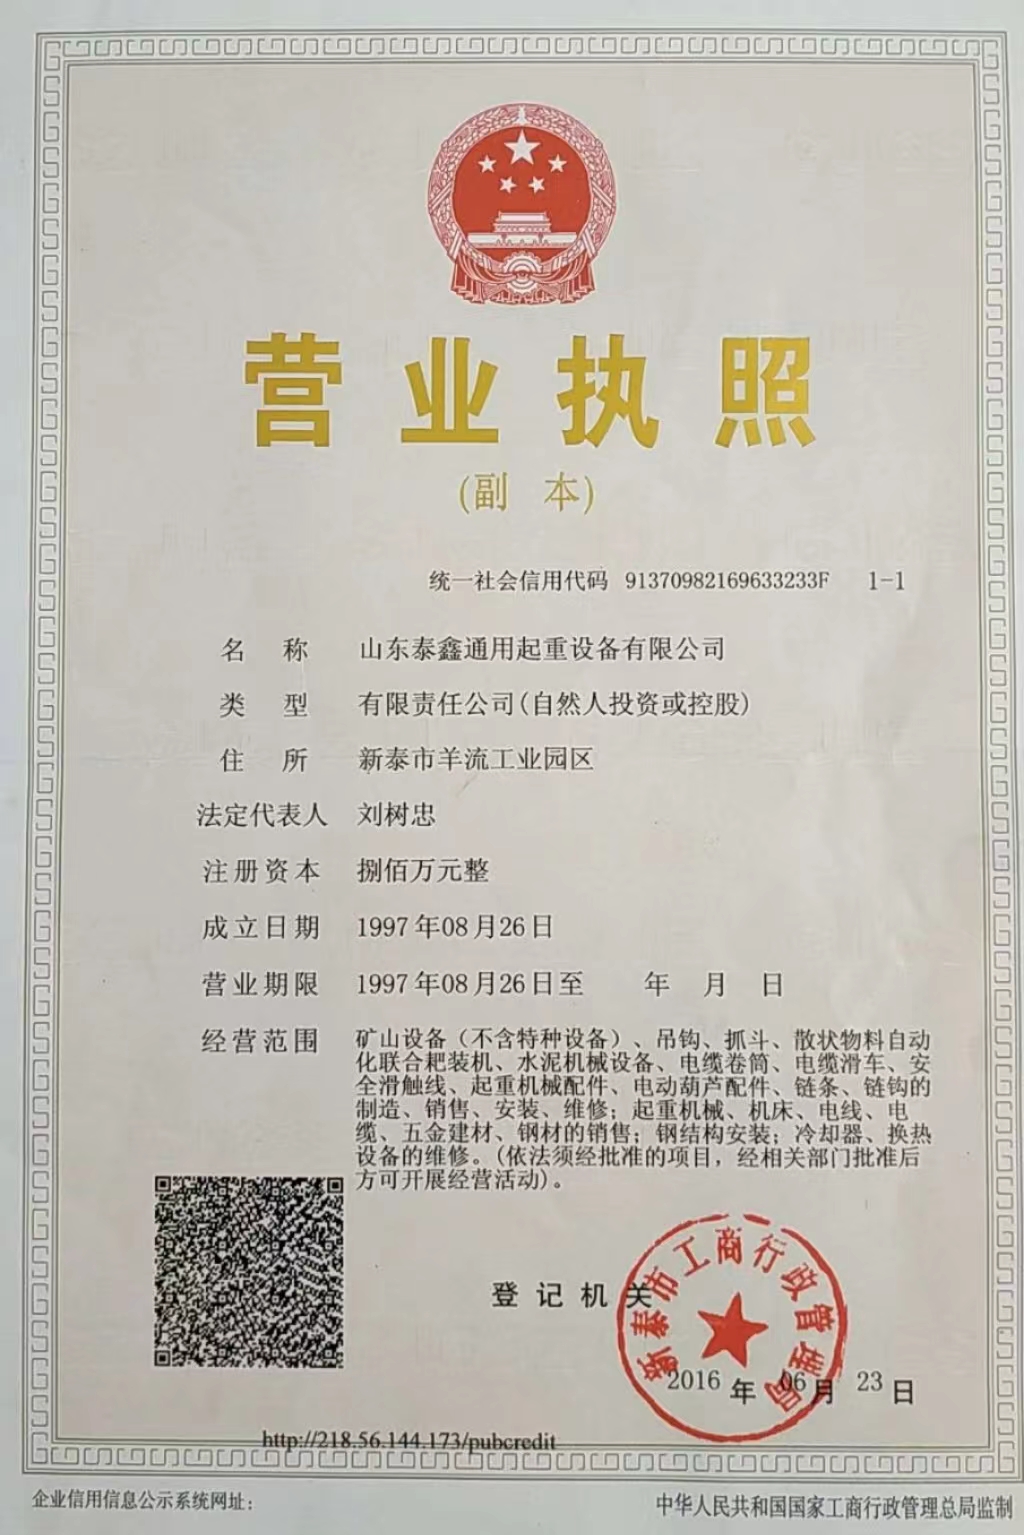 营业执照
(副 本)
统一社会信用代码 91370982169633233F 1-1
名称 山东泰鑫通用起重设备有限公司
类型 有限责任公司(自然人投资或控股)
住所 新泰市羊流工业园区
法定代表人 刘树忠
注册资本 捌佰万元整
成立日期 1997年08月26日
营业期限 1997年08月26日至 年 月 日
经营范围 矿山设备（不含特种设备）、吊钩、抓斗、散状物料自动
化联合耙装机、水泥机械设备、电缆卷筒、电缆滑车、安
全滑触线、起重机械配件、电动葫芦配件、链条、链钩的
制造、销售、安装、维修；起重机械、机床、电线、电
缆、五金建材、钢材的销售；钢结构安装；冷却器、换热
设备的维修。(依法须经批准的项目，经相关部门批准后
方可开展经营活动)。
登记机关
新泰市工商行政管理局
2016年06月23日
http://218.56.144.173/pubcredit
企业信用信息公示系统网址：
中华人民共和国国家工商行政管理总局监制